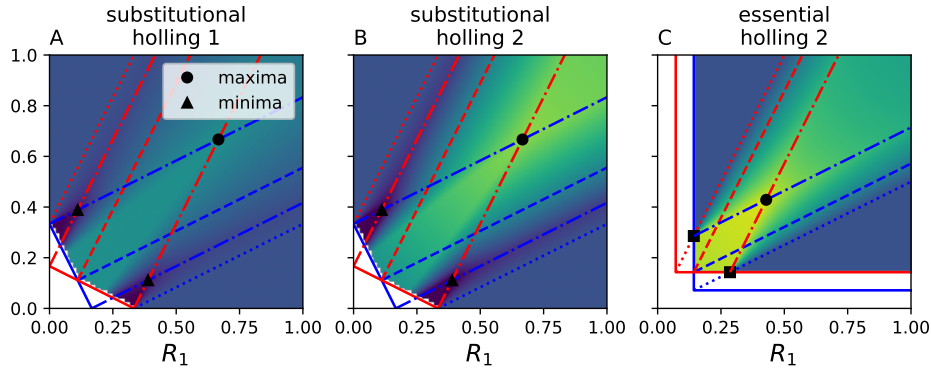 substitutional
holling 1
substitutional
holling 2
essential
holling 2
A
B
C
maxima
minima
1.0
0.8
0.6
0.4
0.2
0.0
0.00 0.25 0.50 0.75 1.00
0.00 0.25 0.50 0.75 1.00
0.25 0.50 0.75 1.00
R₁
R₁
R₁